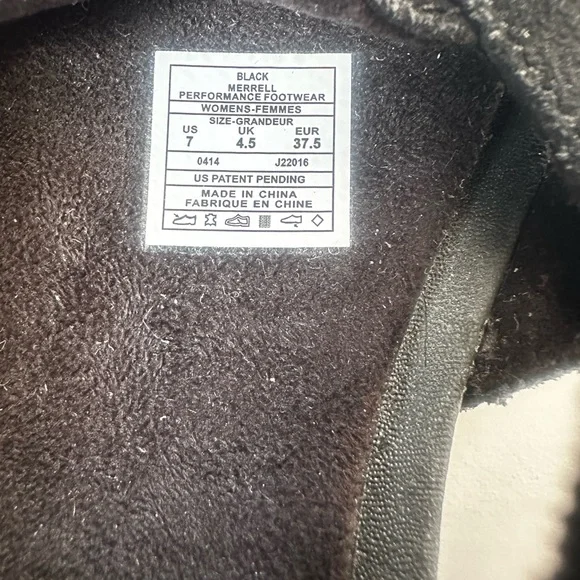 BLACK
MERRELL
PERFORMANCE FOOTWEAR
WOMENS-FEMMES
SIZE-GRANDEUR
US UK EUR
7 4.5 37.5
0414 J22016
US PATENT PENDING
MADE IN CHINA
FABRIQUE EN CHINE